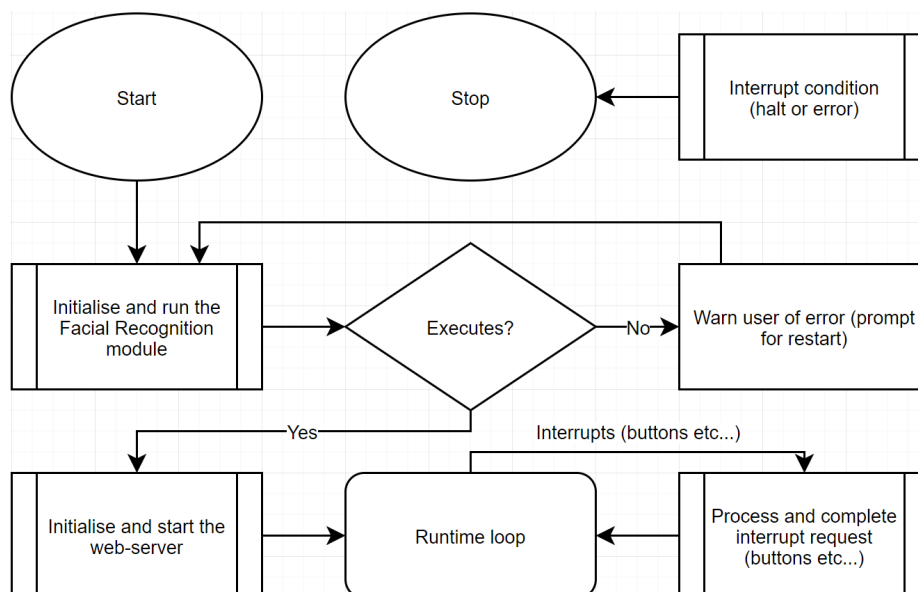 Start
Stop
Interrupt condition
(halt or error)
Initialise and run the
Facial Recognition
module
Executes?
No
Warn user of error (prompt
for restart)
Yes
Interrupts (buttons etc...)
Initialise and start the
web-server
Runtime loop
Process and complete
interrupt request
(buttons etc...)